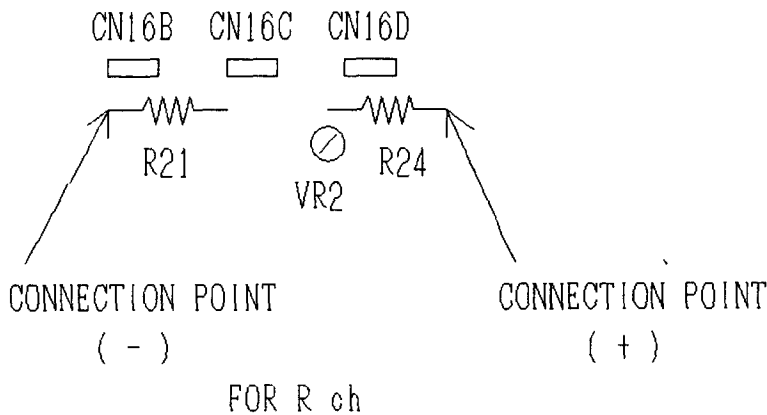 CN16B CN16C CN16D
R21 R24
VR2
CONNECTION POINT CONNECTION POINT
( - ) ( + )
FOR R ch